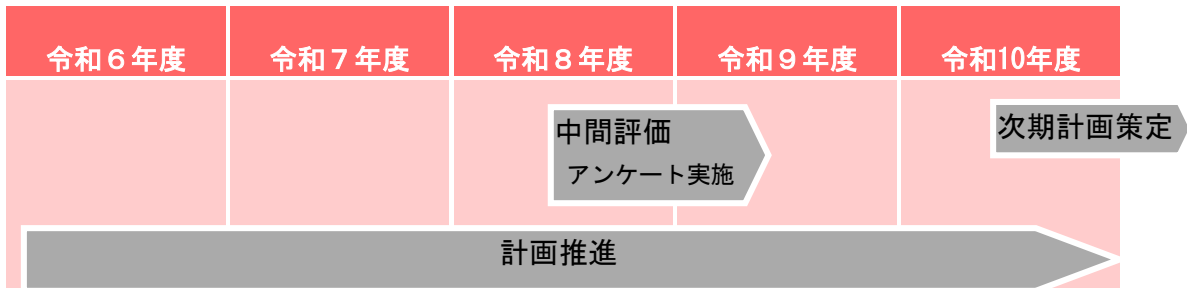 令和６年度 令和７年度 令和８年度 令和９年度 令和10年度
中間評価
アンケート実施
次期計画策定
計画推進